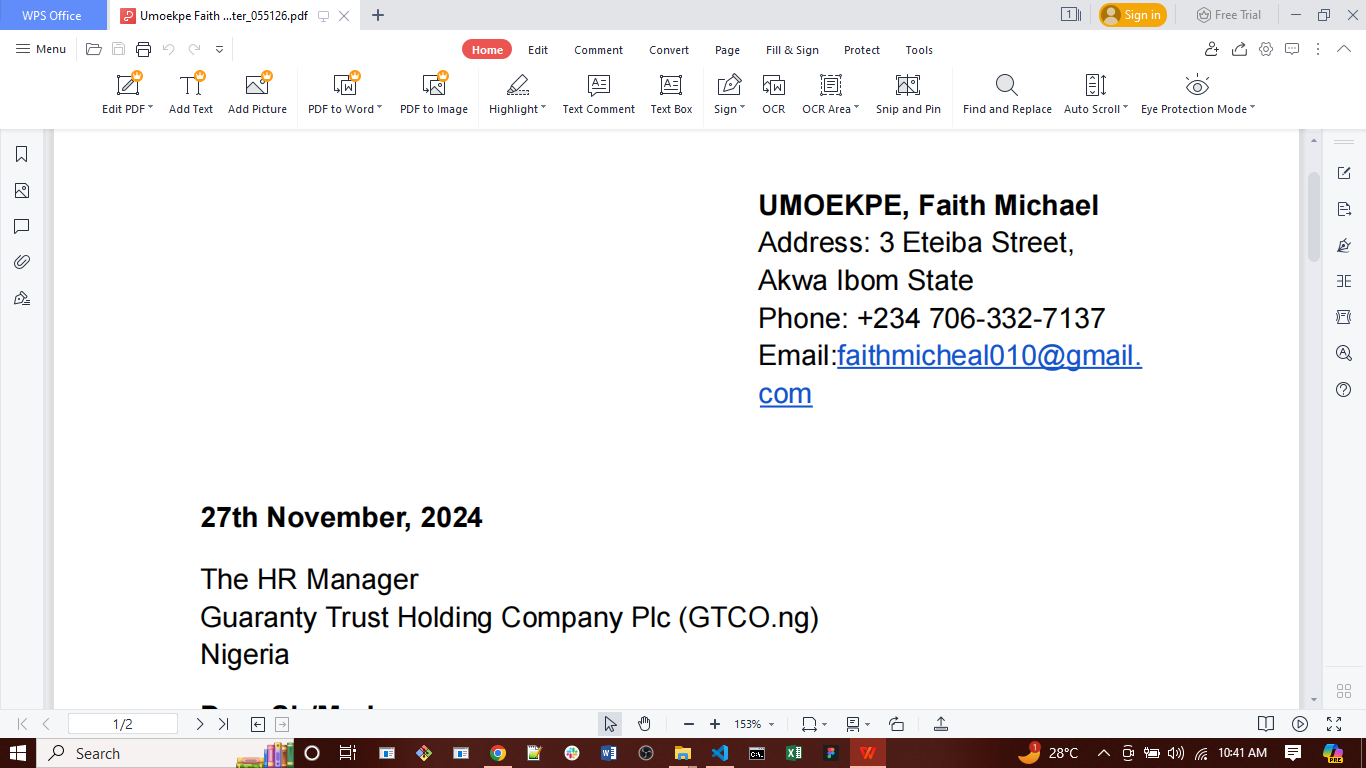 WPS Office
Umoekpe Faith ...ter_055126.pdf
1
Sign in
Free Trial
Menu
Home
Edit
Comment
Convert
Page
Fill & Sign
Protect
Tools
Edit PDF
Add Text
Add Picture
PDF to Word
PDF to Image
Highlight
Text Comment
Text Box
Sign
OCR
OCR Area
Snip and Pin
Find and Replace
Auto Scroll
Eye Protection Mode
UMOEKPE, Faith Michael
Address: 3 Eteiba Street,
Akwa Ibom State
Phone: +234 706-332-7137
Email:faithmicheal010@gmail.
com
27th November, 2024
The HR Manager
Guaranty Trust Holding Company Plc (GTCO.ng)
Nigeria
1/2
153%
Search
1
28°C
10:41 AM